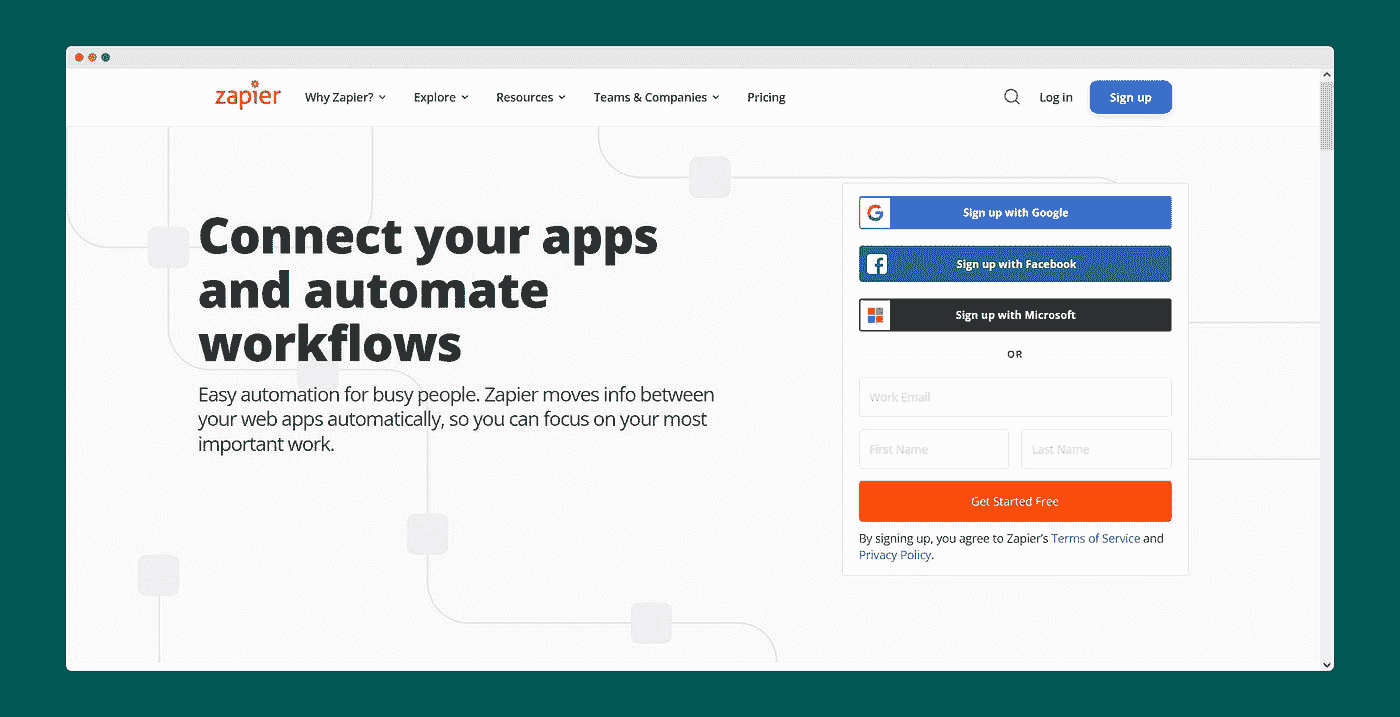 zapier
Why Zapier?
Explore
Resources
Teams & Companies
Pricing
Log in
Sign up
Connect your apps
and automate
workflows
Easy automation for busy people. Zapier moves info between
your web apps automatically, so you can focus on your most
important work.
Sign up with Google
Sign up with Facebook
Sign up with Microsoft
OR
Work Email
First Name
Last Name
Get Started Free
By signing up, you agree to Zapier's Terms of Service and
Privacy Policy.